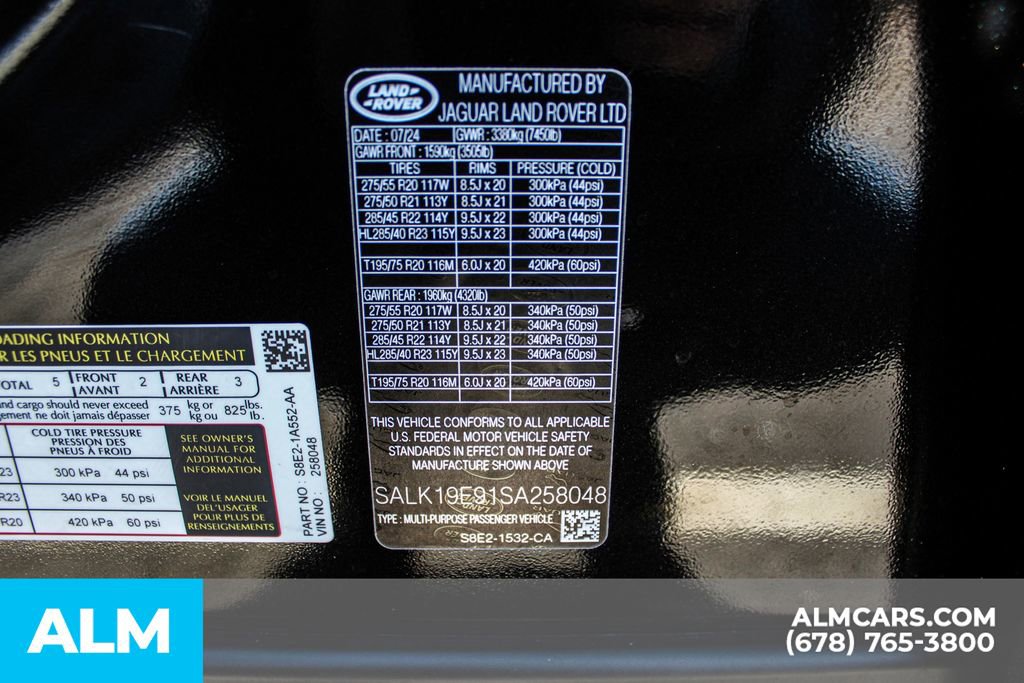 LAND-
-ROVER
MANUFACTURED BY
JAGUAR LAND ROVER LTD
DATE : 07/24 GVWR : 3380kg (7450lb)
GAWR FRONT : 1590kg (3505lb)
TIRES RIMS PRESSURE (COLD)
275/55 R20 117W 8.5J x 20 300kPa (44psi)
275/50 R21 113Y 8.5J x 21 300kPa (44psi)
285/45 R22 114Y 9.5J x 22 300kPa (44psi)
HL285/40 R23 115Y 9.5J x 23 300kPa (44psi)
T195/75 R20 116M 6.0J x 20 420kPa (60psi)
GAWR REAR : 1960kg (4320lb)
275/55 R20 117W 8.5J x 20 340kPa (50psi)
275/50 R21 113Y 8.5J x 21 340kPa (50psi)
285/45 R22 114Y 9.5J x 22 340kPa (50psi)
HL285/40 R23 115Y 9.5J x 23 340kPa (50psi)
T195/75 R20 116M 6.0J x 20 420kPa (60psi)
THIS VEHICLE CONFORMS TO ALL APPLICABLE
U.S. FEDERAL MOTOR VEHICLE SAFETY
STANDARDS IN EFFECT ON THE DATE OF
MANUFACTURE SHOWN ABOVE
SALK19E91SA258048
TYPE : MULTI-PURPOSE PASSENGER VEHICLE
S8E2-1532-CA
OADING INFORMATION
R LES PNEUS ET LE CHARGEMENT
OTAL 5 FRONT 2 REAR 3
AVANT ARRIÈRE
nd cargo should never exceed 375 kg or 825 lbs.
gement ne doit jamais dépasser kg ou lb.
COLD TIRE PRESSURE
PRESSION DES
PNEUS À FROID
23 300 kPa 44 psi
R23 340 kPa 50 psi
R20 420 kPa 60 psi
SEE OWNER'S
MANUAL FOR
ADDITIONAL
INFORMATION
VOIR LE MANUEL
DEL'USAGER
POUR PLUS DE
RENSEIGNEMENTS
PART NO : S8E2-1A552-AA
VIN NO : 258048
ALM
ALMCARS.COM
(678) 765-3800